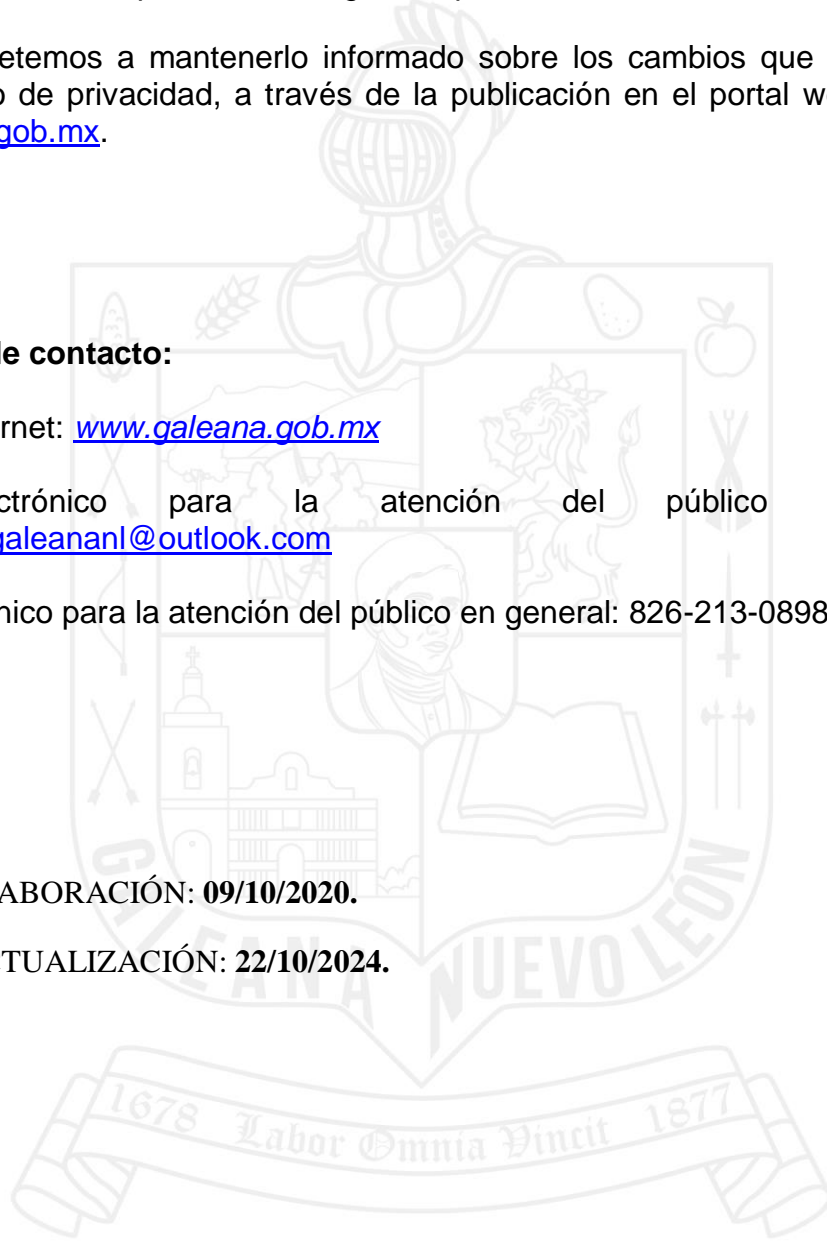 etemos a mantenerlo informado sobre los cambios que
o de privacidad, a través de la publicación en el portal w
gob.mx.
de contacto:
rnet: www.galeana.gob.mx
ctrónico para la atención del público
galeananl@outlook.com
nico para la atención del público en general: 826-213-0898
ABORACIÓN: 09/10/2020.
TUALIZACIÓN: 22/10/2024.
GALEANA NUEVO LEÓN
1678 Labor Omnia Vincit 1877